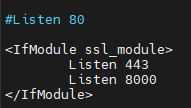 #Listen 80
<IfModule ssl_module>
        Listen 443
        Listen 8000
</IfModule>